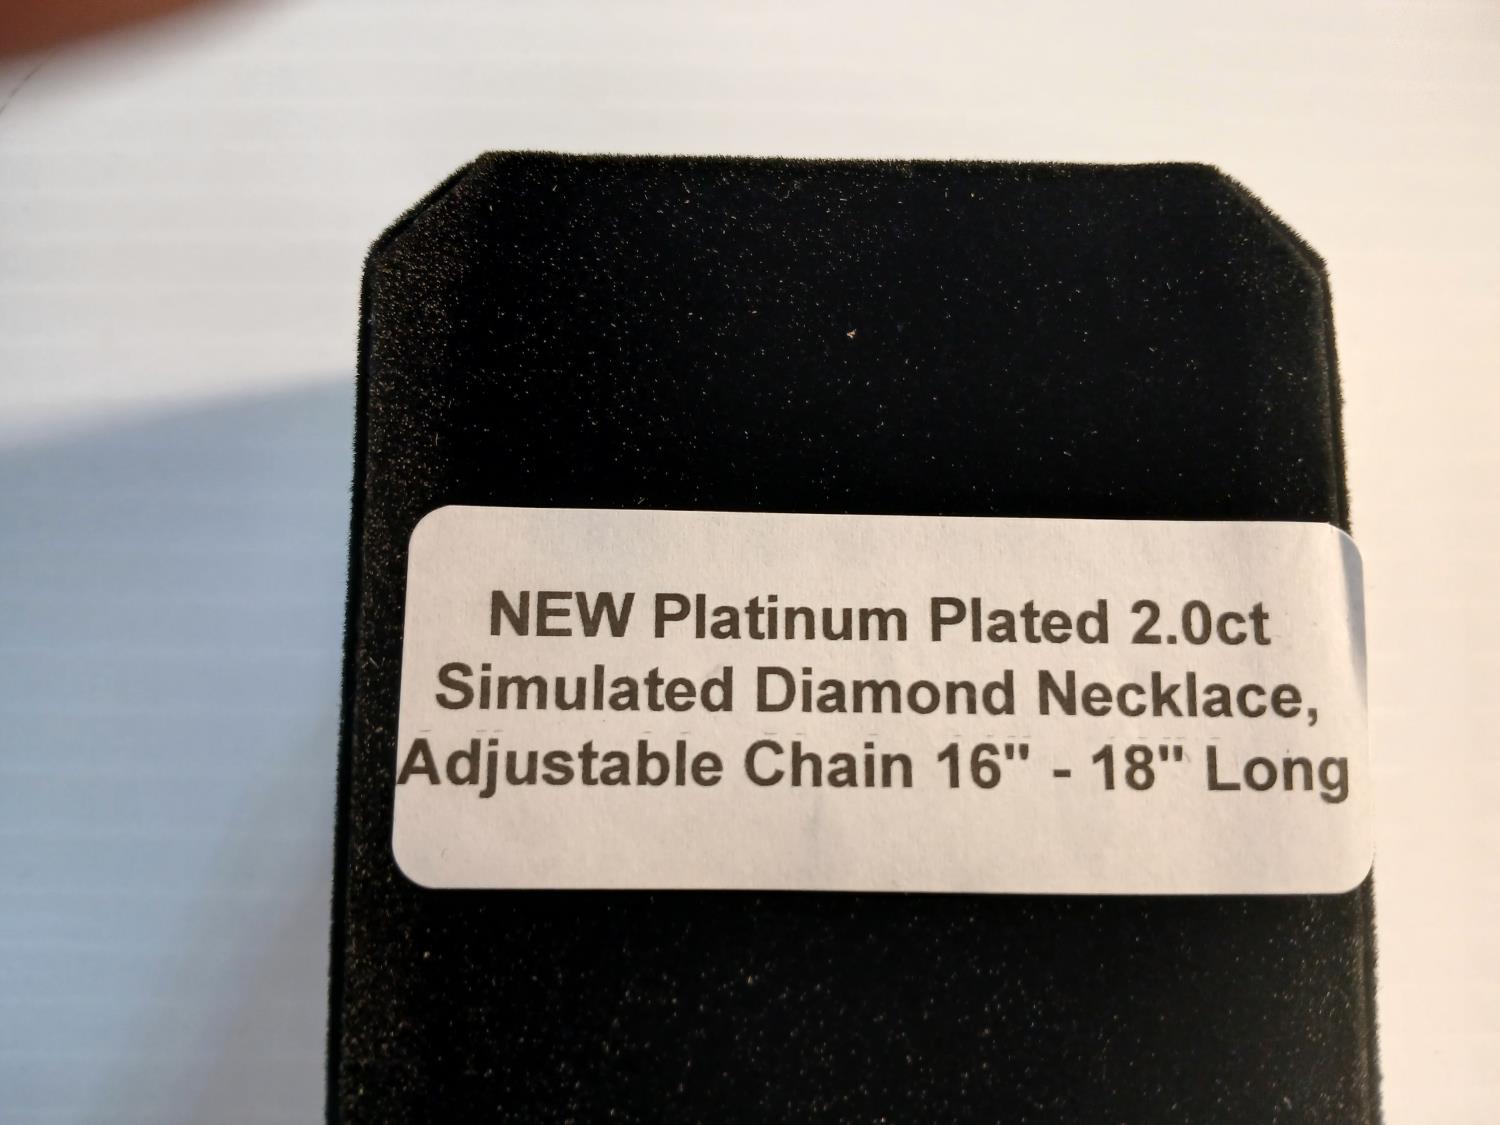 NEW Platinum Plated 2.0ct
Simulated Diamond Necklace,
Adjustable Chain 16" - 18" Long